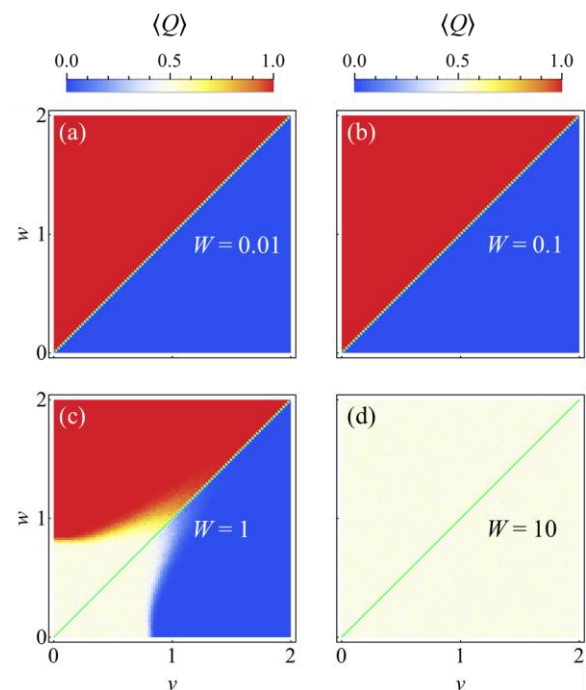 ⟨Q⟩ ⟨Q⟩
0.0 0.5 1.0 0.0 0.5 1.0
2 (a) (b)
w 1 W = 0.01 W = 0.1
0
2 (c) (d)
w 1 W = 1 W = 10
0
0 1 2 0 1 2
v v